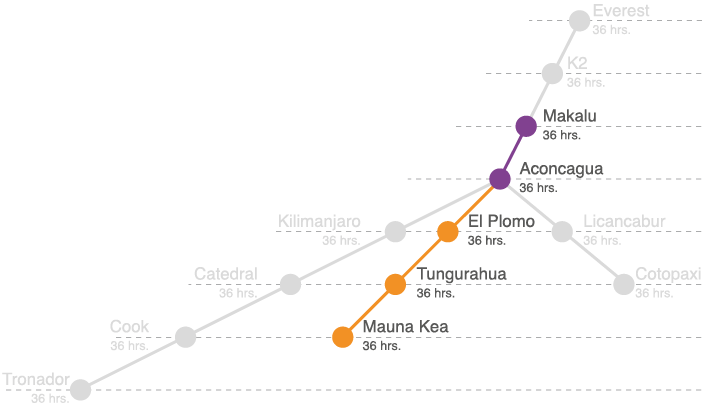 Everest
36 hrs.
K2
36 hrs.
Makalu
36 hrs.
Aconcagua
36 hrs.
Kilimanjaro
36 hrs.
El Plomo
36 hrs.
Licancabur
36 hrs.
Catedral
36 hrs.
Tungurahua
36 hrs.
Cotopaxi
36 hrs.
Cook
36 hrs.
Mauna Kea
36 hrs.
Tronador
36 hrs.